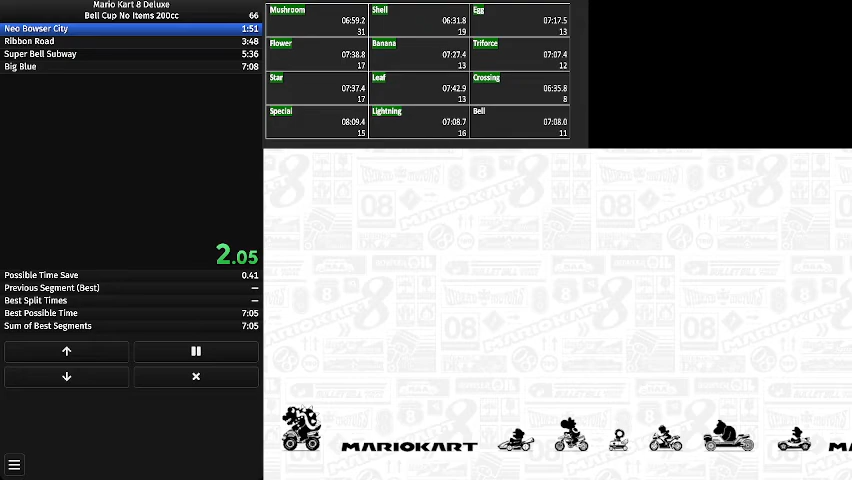 Mario Kart 8 Deluxe
Bell Cup No Items 200cc 66
Neo Bowser City 1:51
Ribbon Road 3:48
Super Bell Subway 5:36
Big Blue 7:08
2.05
Possible Time Save 0.41
Previous Segment (Best) —
Best Split Times —
Best Possible Time 7:05
Sum of Best Segments 7:05
Mushroom Shell Egg
06:59.2 06:31.8 07:17.5
31 19 13
Flower Banana Triforce
07:38.8 07:27.4 07:07.4
17 13 12
Star Leaf Crossing
07:37.4 07:42.9 06:35.8
17 13 8
Special Lightning Bell
08:09.4 07:08.7 07:08.0
15 16 11
MARIOKART